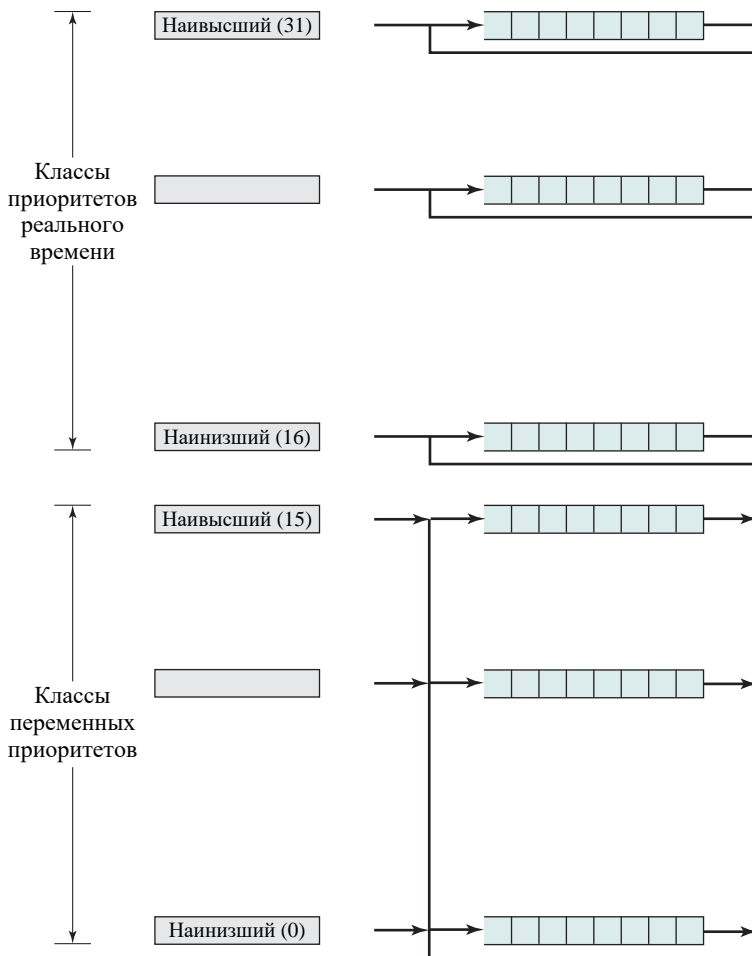 Наивысший (31)
Классы
приоритетов
реального
времени
Наинизший (16)
Наивысший (15)
Классы
переменных
приоритетов
Наинизший (0)